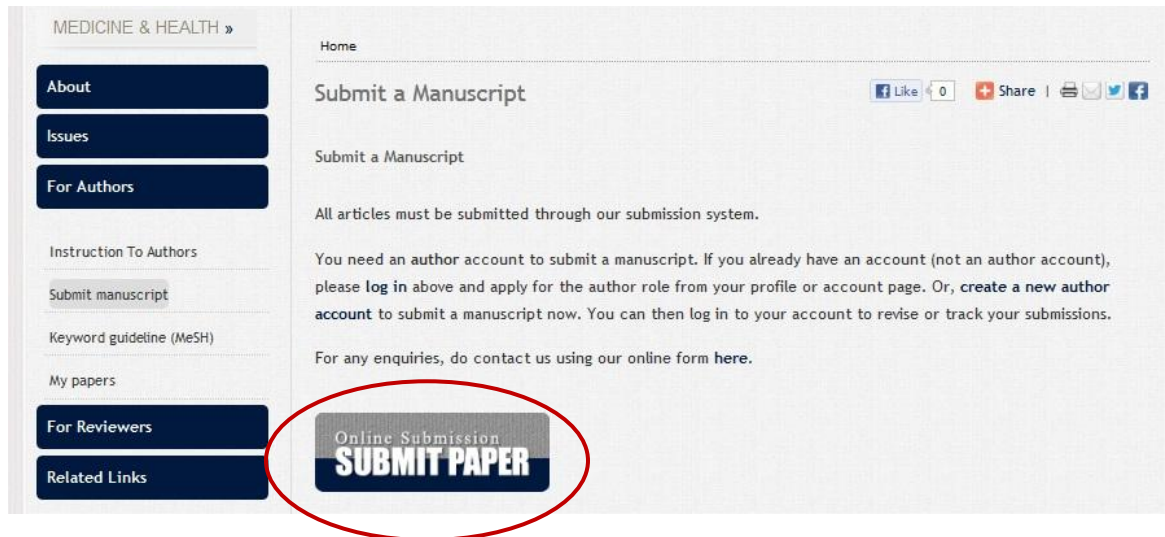 MEDICINE & HEALTH »
About
Issues
For Authors
Instruction To Authors
Submit manuscript
Keyword guideline (MeSH)
My papers
For Reviewers
Related Links
Home
Submit a Manuscript
Like 0 Share |
Submit a Manuscript
All articles must be submitted through our submission system.
You need an author account to submit a manuscript. If you already have an account (not an author account),
please log in above and apply for the author role from your profile or account page. Or, create a new author
account to submit a manuscript now. You can then log in to your account to revise or track your submissions.
For any enquiries, do contact us using our online form here.
Online Submission
SUBMIT PAPER